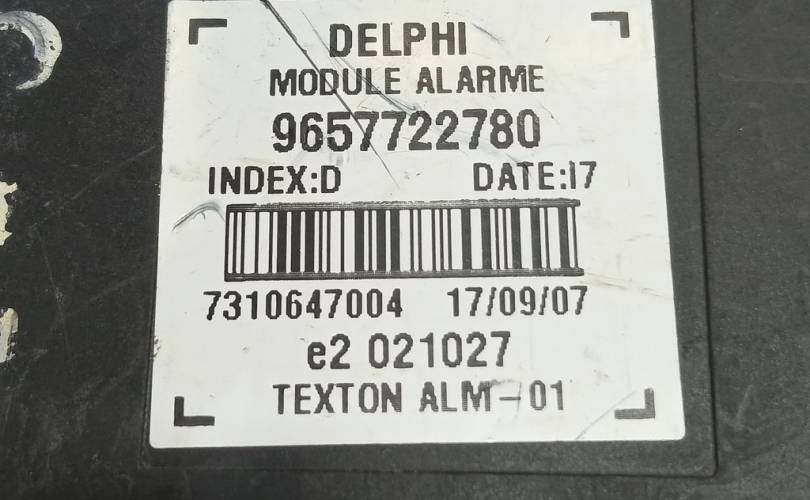 DELPHI
MODULE ALARME
9657722780
INDEX:D DATE:17
7310647004 17/09/07
e2 021027
TEXTON ALM-01